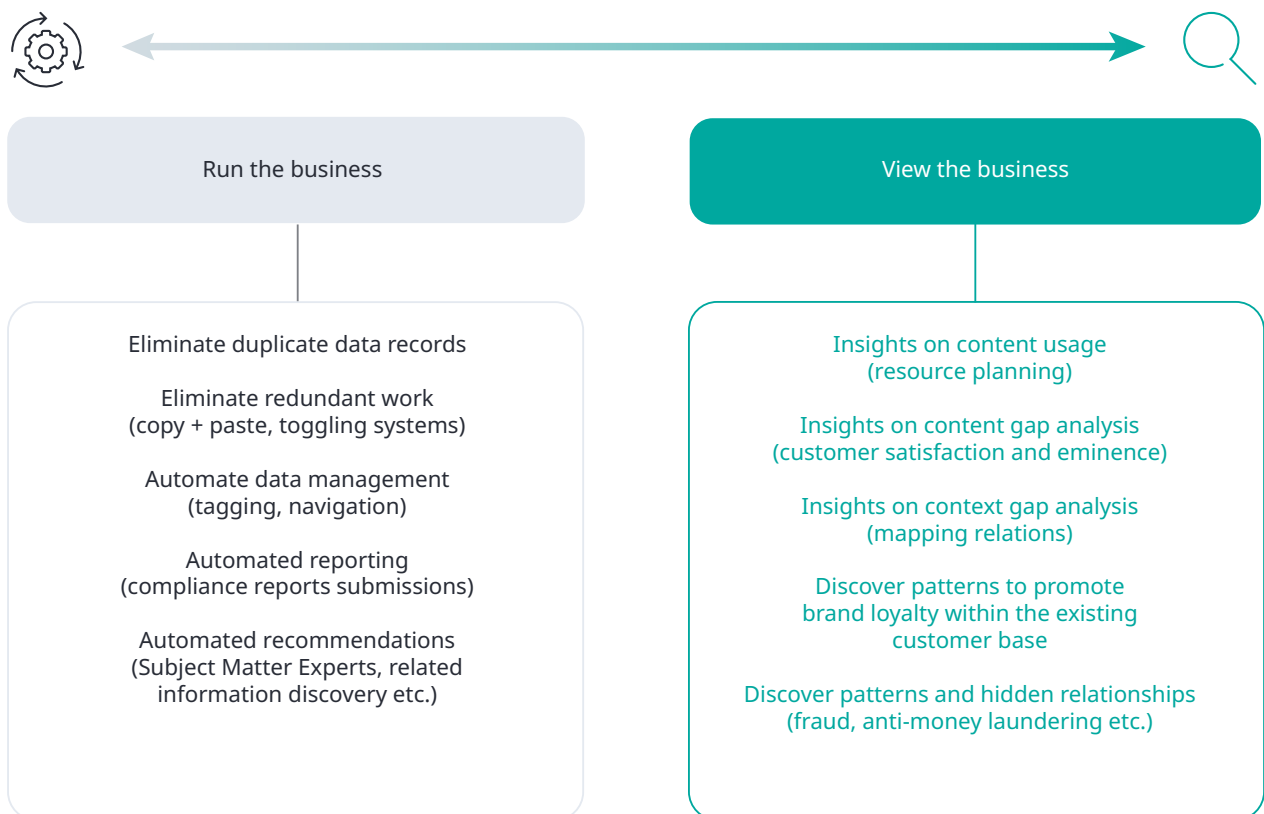 Run the business
Eliminate duplicate data records
Eliminate redundant work
(copy + paste, toggling systems)
Automate data management
(tagging, navigation)
Automated reporting
(compliance reports submissions)
Automated recommendations
(Subject Matter Experts, related
information discovery etc.)
View the business
Insights on content usage
(resource planning)
Insights on content gap analysis
(customer satisfaction and eminence)
Insights on context gap analysis
(mapping relations)
Discover patterns to promote
brand loyalty within the existing
customer base
Discover patterns and hidden relationships
(fraud, anti-money laundering etc.)